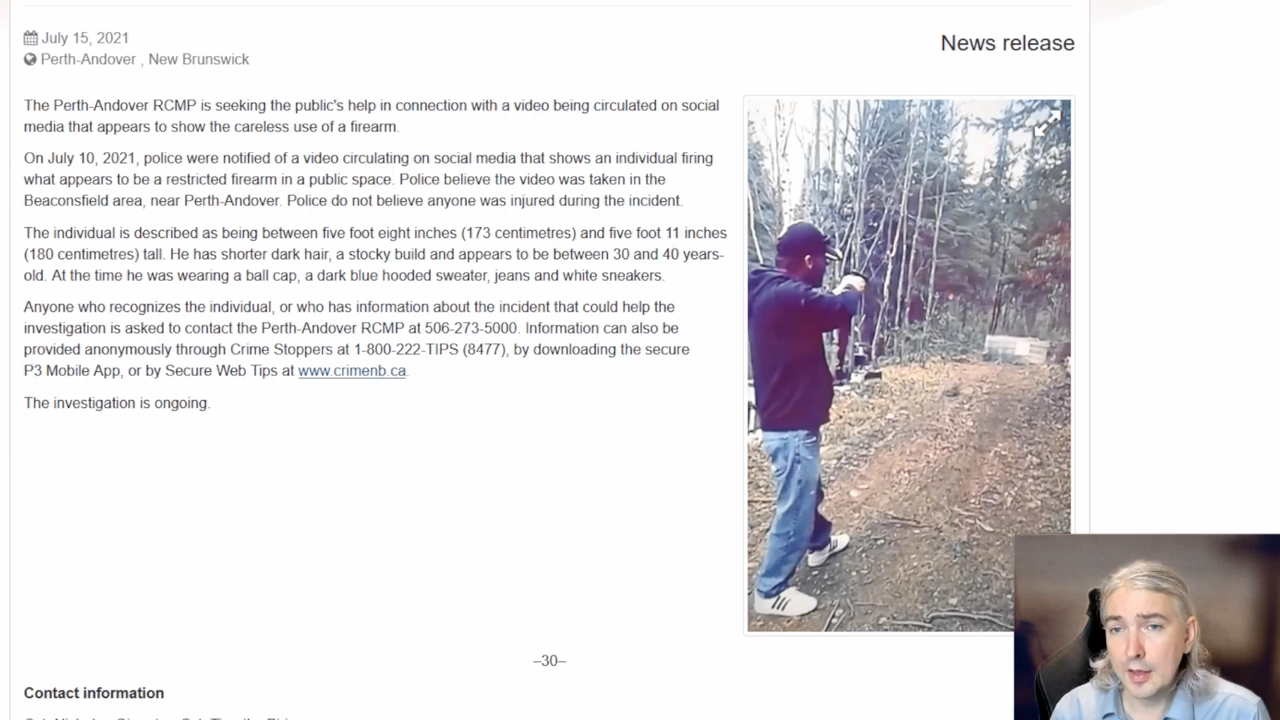 July 15, 2021
News release
Perth-Andover , New Brunswick
The Perth-Andover RCMP is seeking the public's help in connection with a video being circulated on social
media that appears to show the careless use of a firearm.
On July 10, 2021, police were notified of a video circulating on social media that shows an individual firing
what appears to be a restricted firearm in a public space. Police believe the video was taken in the
Beaconsfield area, near Perth-Andover. Police do not believe anyone was injured during the incident.
The individual is described as being between five foot eight inches (173 centimetres) and five foot 11 inches
(180 centimetres) tall. He has shorter dark hair, a stocky build and appears to be between 30 and 40 years-
old. At the time he was wearing a ball cap, a dark blue hooded sweater, jeans and white sneakers.
Anyone who recognizes the individual, or who has information about the incident that could help the
investigation is asked to contact the Perth-Andover RCMP at 506-273-5000. Information can also be
provided anonymously through Crime Stoppers at 1-800-222-TIPS (8477), by downloading the secure
P3 Mobile App, or by Secure Web Tips at www.crimenb.ca.
The investigation is ongoing.
–30–
Contact information